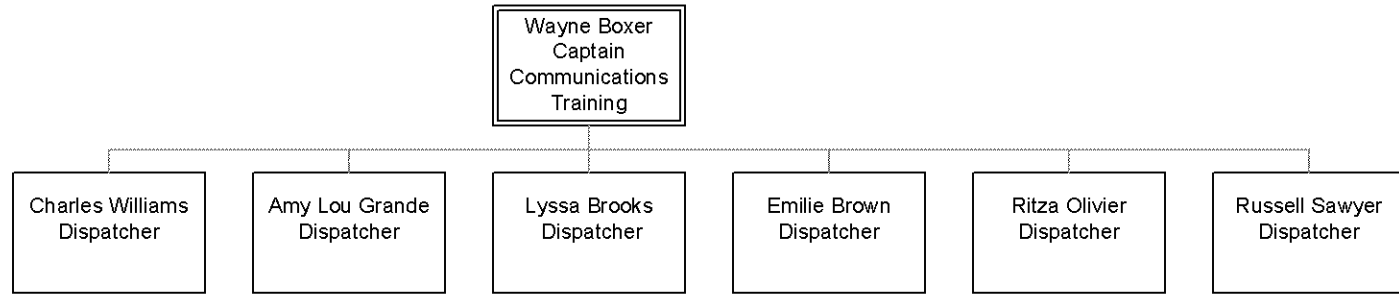 Wayne Boxer
Captain
Communications
Training
Charles Williams
Dispatcher
Amy Lou Grande
Dispatcher
Lyssa Brooks
Dispatcher
Emilie Brown
Dispatcher
Ritza Olivier
Dispatcher
Russell Sawyer
Dispatcher